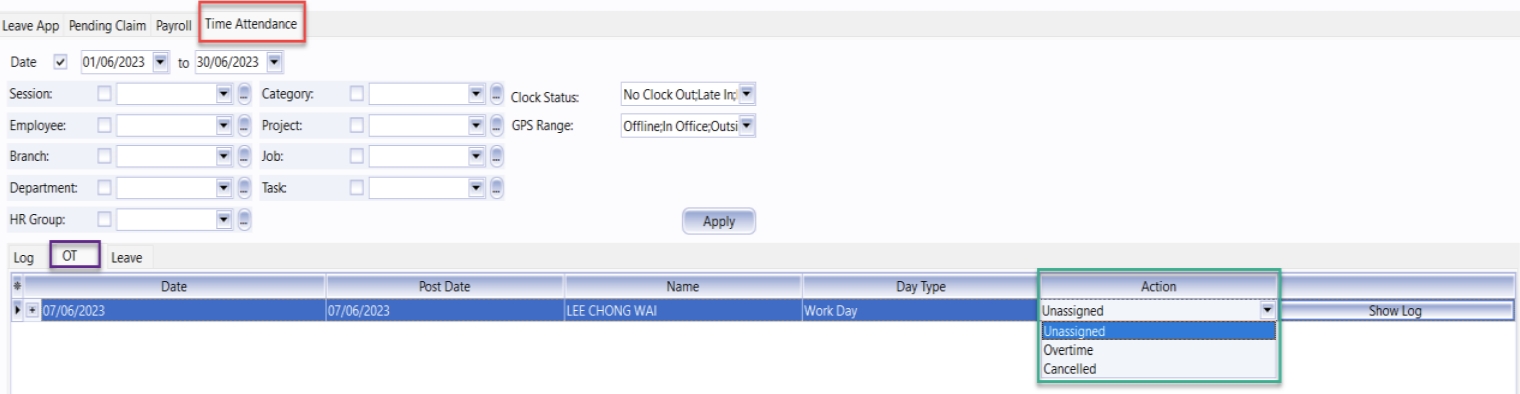 Leave App Pending Claim Payroll Time Attendance
Date 01/06/2023 to 30/06/2023
Session: Category: Clock Status: No Clock Out;Late In;
Employee: Project: GPS Range: Offline;In Office;Outsi
Branch: Job:
Department: Task:
HR Group: Apply
Log OT Leave
Date Post Date Name Day Type Action
07/06/2023 07/06/2023 LEE CHONG WAI Work Day Unassigned Show Log
Unassigned
Overtime
Cancelled